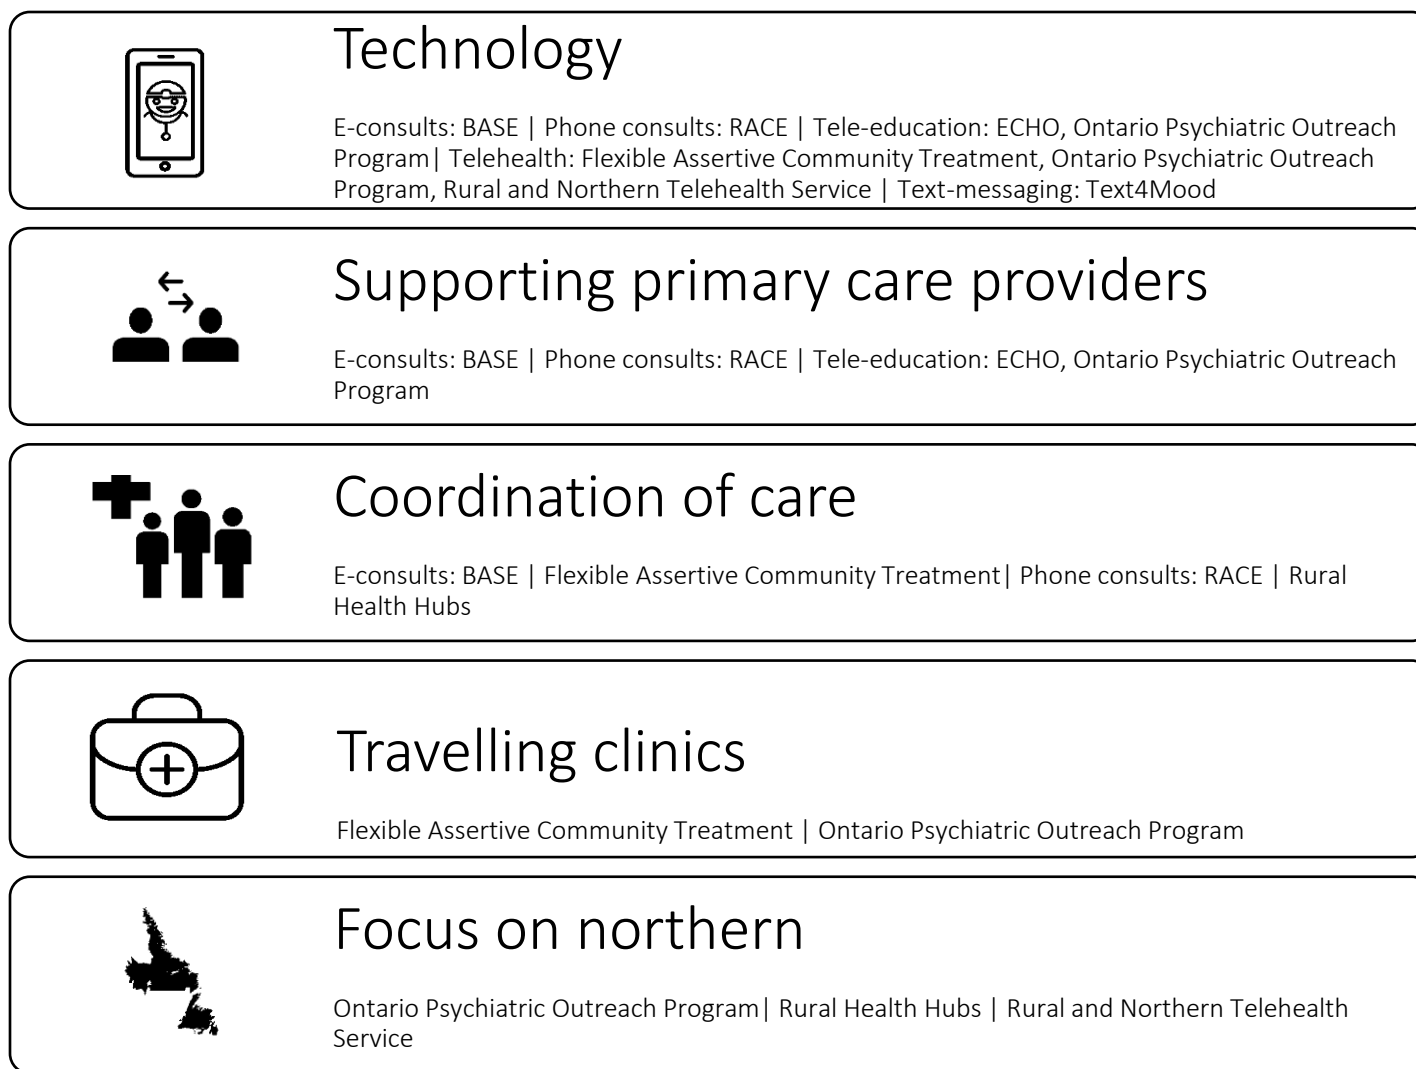 Technology
E-consults: BASE | Phone consults: RACE | Tele-education: ECHO, Ontario Psychiatric Outreach
Program| Telehealth: Flexible Assertive Community Treatment, Ontario Psychiatric Outreach
Program, Rural and Northern Telehealth Service | Text-messaging: Text4Mood
Supporting primary care providers
E-consults: BASE | Phone consults: RACE | Tele-education: ECHO, Ontario Psychiatric Outreach
Program
Coordination of care
E-consults: BASE | Flexible Assertive Community Treatment| Phone consults: RACE | Rural
Health Hubs
Travelling clinics
Flexible Assertive Community Treatment | Ontario Psychiatric Outreach Program
Focus on northern
Ontario Psychiatric Outreach Program| Rural Health Hubs | Rural and Northern Telehealth
Service